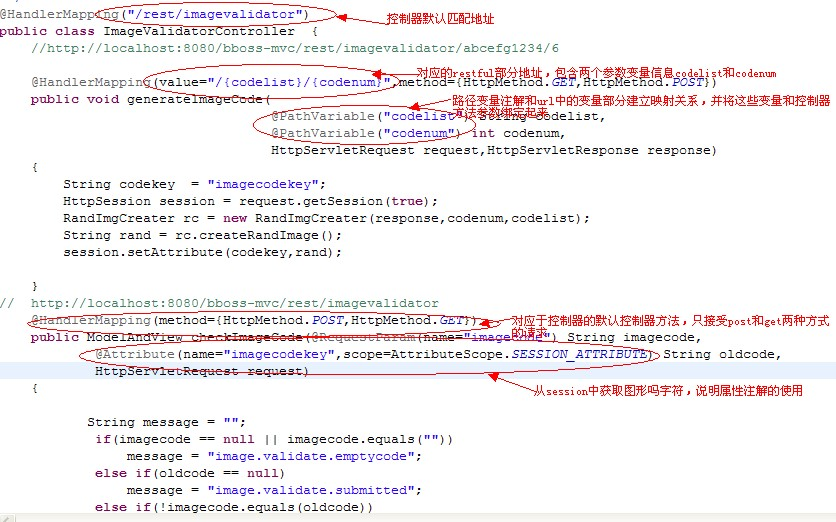 @HandlerMapping("/rest/imagevalidator")
控制器默认匹配地址
public class ImageValidatorController  {
//http://localhost:8080/bboss-mvc/rest/imagevalidator/abcefg1234/6
对应的restful部分地址，包含两个参数变量信息codelist和codenum
@HandlerMapping(value="/{codelist}/{codenum}",method={HttpMethod.GET,HttpMethod.POST})
public void generateImageCode(
路径变量注解和url中的变量部分建立映射关系，并将这些变量和控制器
方法参数绑定起来
@PathVariable("codelist") String codelist,
@PathVariable("codenum") int codenum,
HttpServletRequest request,HttpServletResponse response)
{
String codekey  = "imagecodekey";
HttpSession session = request.getSession(true);
RandImgCreater rc = new RandImgCreater(response,codenum,codelist);
String rand = rc.createRandImage();
session.setAttribute(codekey,rand);
}
//  http://localhost:8080/bboss-mvc/rest/imagevalidator
@HandlerMapping(method={HttpMethod.POST,HttpMethod.GET})
对应于控制器的默认控制器方法，只接受post和get两种方式
的请求
public ModelAndView checkImageCode(@RequestParam(name="imagecode") String imagecode,
@Attribute(name="imagecodekey",scope=AttributeScope.SESSION_ATTRIBUTE) String oldcode,
HttpServletRequest request)
从session中获取图形吗字符，说明属性注解的使用
{
String message = "";
if(imagecode == null || imagecode.equals(""))
message = "image.validate.emptycode";
else if(oldcode == null)
message = "image.validate.submitted";
else if(!imagecode.equals(oldcode))